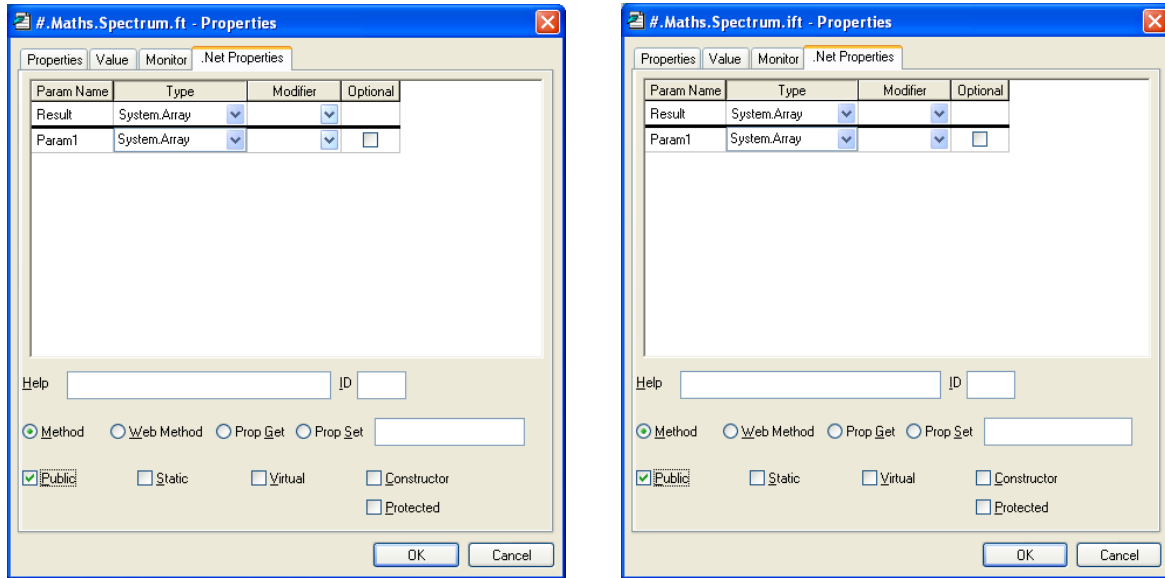 #.Maths.Spectrum.ft - Properties
Properties Value Monitor .Net Properties
Param Name Type Modifier Optional
Result System.Array
Param1 System.Array
Help ID
Method Web Method Prop Get Prop Set
Public Static Virtual Constructor
Protected
OK Cancel
#.Maths.Spectrum.ift - Properties
Properties Value Monitor .Net Properties
Param Name Type Modifier Optional
Result System.Array
Param1 System.Array
Help ID
Method Web Method Prop Get Prop Set
Public Static Virtual Constructor
Protected
OK Cancel